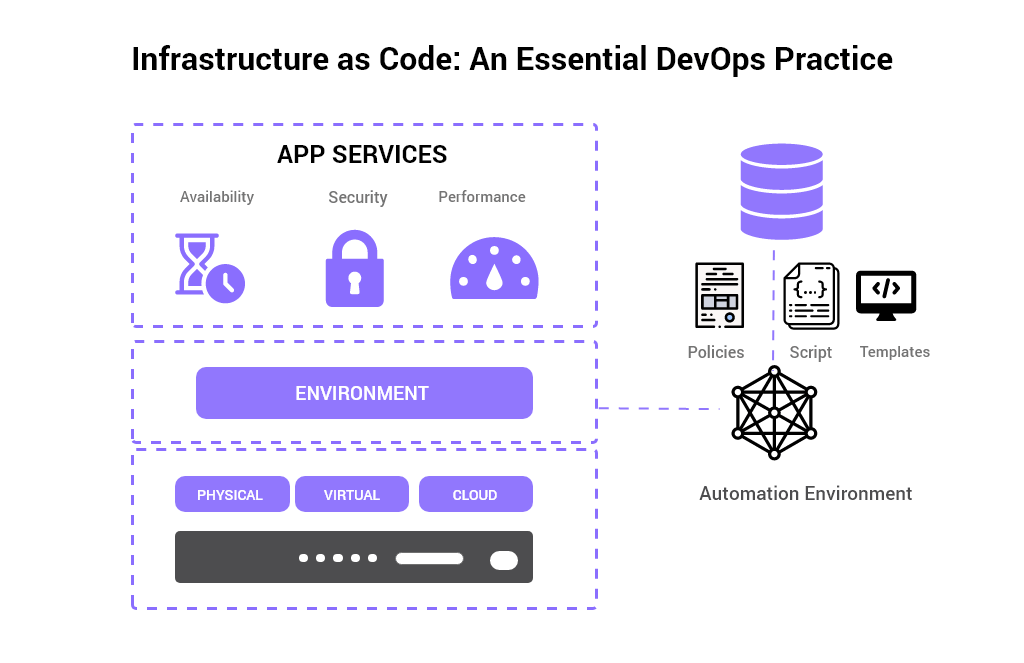 Infrastructure as Code: An Essential DevOps Practice
APP SERVICES
Availability
Security
Performance
ENVIRONMENT
PHYSICAL
VIRTUAL
CLOUD
{...}
</>
Policies
Script
Templates
Automation Environment